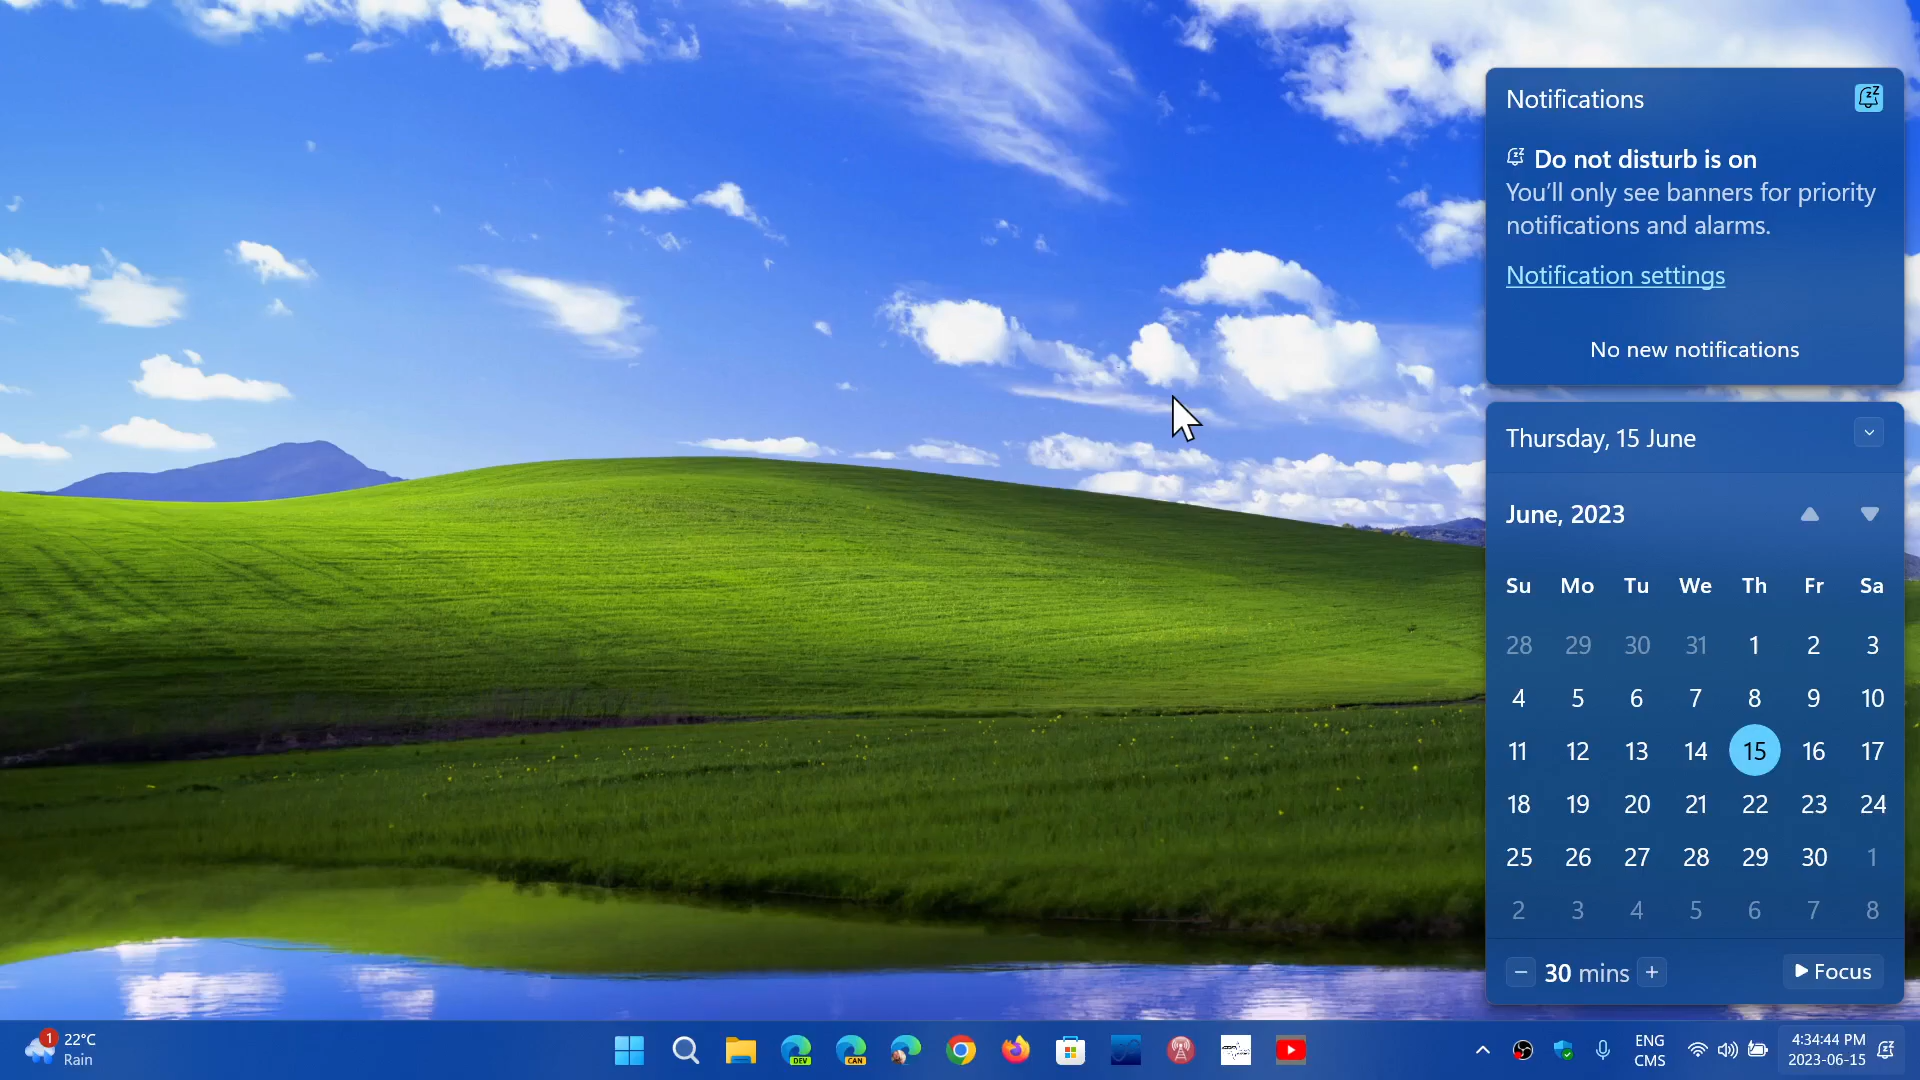 Notifications
Do not disturb is on
You'll only see banners for priority
notifications and alarms.
Notification settings
No new notifications
Thursday, 15 June
June, 2023
Su Mo Tu We Th Fr Sa
28 29 30 31 1 2 3
4 5 6 7 8 9 10
11 12 13 14 15 16 17
18 19 20 21 22 23 24
25 26 27 28 29 30 1
2 3 4 5 6 7 8
30 mins
Focus
1
22°C
Rain
DEV
CAN
ENG
CMS
4:34:44 PM
2023-06-15